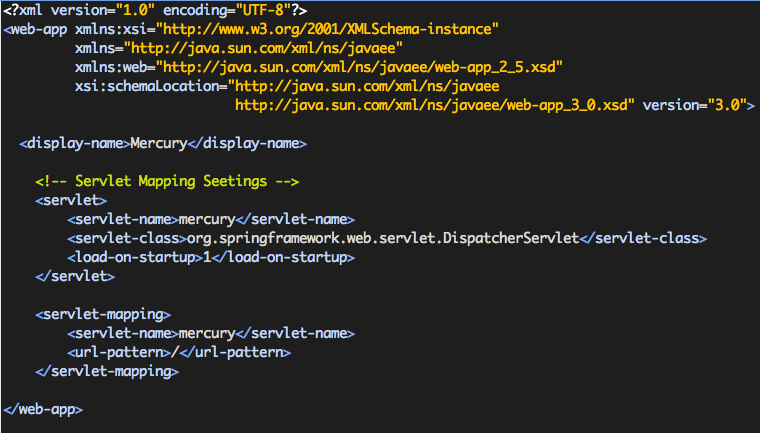 <?xml version="1.0" encoding="UTF-8"?>
<web-app xmlns:xsi="http://www.w3.org/2001/XMLSchema-instance"
         xmlns="http://java.sun.com/xml/ns/javaee"
         xmlns:web="http://java.sun.com/xml/ns/javaee/web-app_2_5.xsd"
         xsi:schemaLocation="http://java.sun.com/xml/ns/javaee
                             http://java.sun.com/xml/ns/javaee/web-app_3_0.xsd" version="3.0">
  <display-name>Mercury</display-name>
    <!-- Servlet Mapping Seetings -->
    <servlet>
        <servlet-name>mercury</servlet-name>
        <servlet-class>org.springframework.web.servlet.DispatcherServlet</servlet-class>
        <load-on-startup>1</load-on-startup>
    </servlet>
    <servlet-mapping>
        <servlet-name>mercury</servlet-name>
        <url-pattern>/</url-pattern>
    </servlet-mapping>
</web-app>